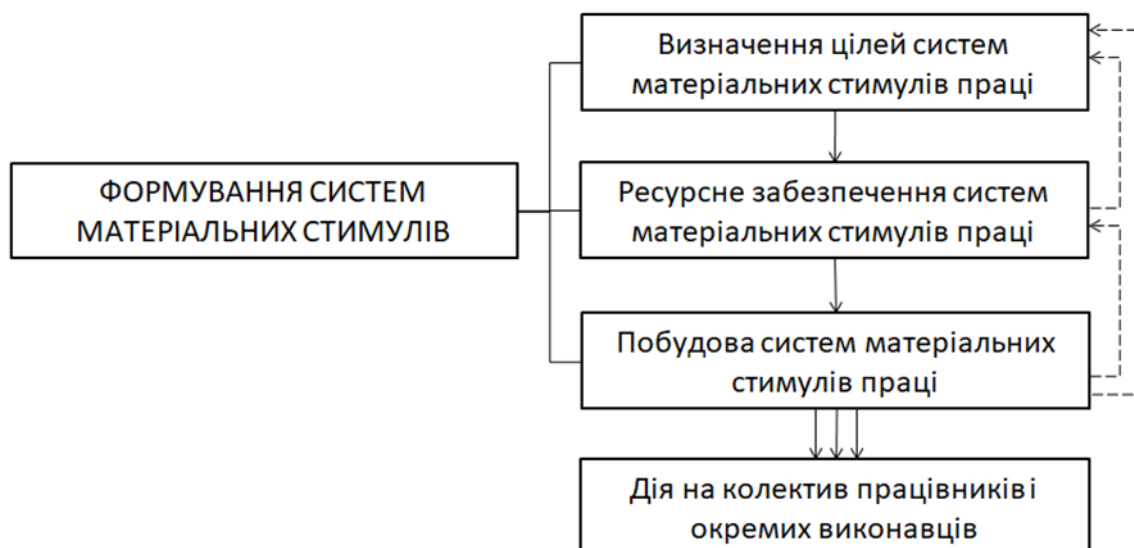 Визначення цілей систем
матеріальних стимулів праці
ФОРМУВАННЯ СИСТЕМ
МАТЕРІАЛЬНИХ СТИМУЛІВ
Ресурсне забезпечення систем
матеріальних стимулів праці
Побудова систем матеріальних
стимулів праці
Дія на колектив працівників і
окремих виконавців